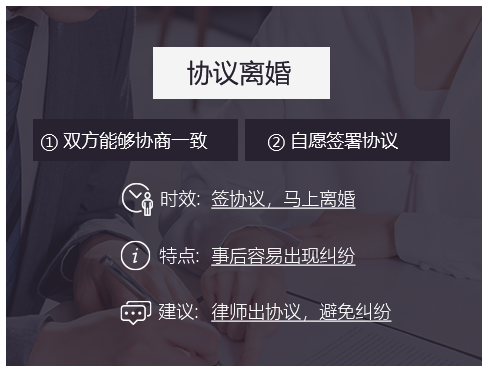 协议离婚
① 双方能够协商一致
② 自愿签署协议
时效: 签协议，马上离婚
特点: 事后容易出现纠纷
建议: 律师出协议，避免纠纷